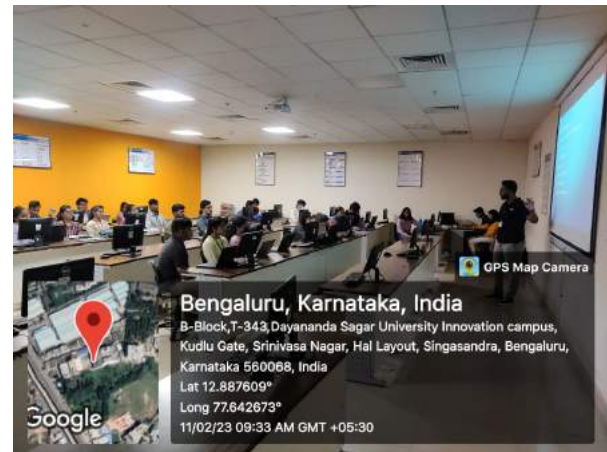 GPS Map Camera
Bengaluru, Karnataka, India
B-Block,T-343,Dayananda Sagar University Innovation campus,
Kudlu Gate, Srinivasa Nagar, Hal Layout, Singasandra, Bengaluru,
Karnataka 560068, India
Lat 12.887609°
Long 77.642673°
11/02/23 09:33 AM GMT +05:30
Google